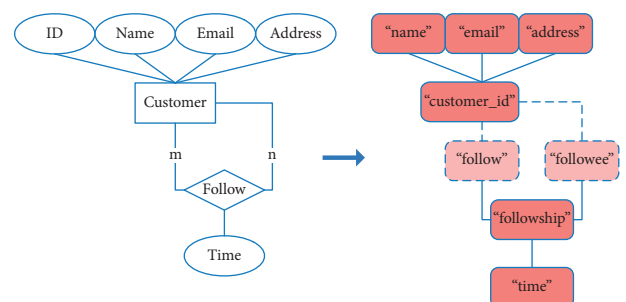 ID
Name
Email
Address
Customer
m
n
Follow
Time
“name”
“email”
“address”
“customer_id”
“follow”
“followee”
“followship”
“time”